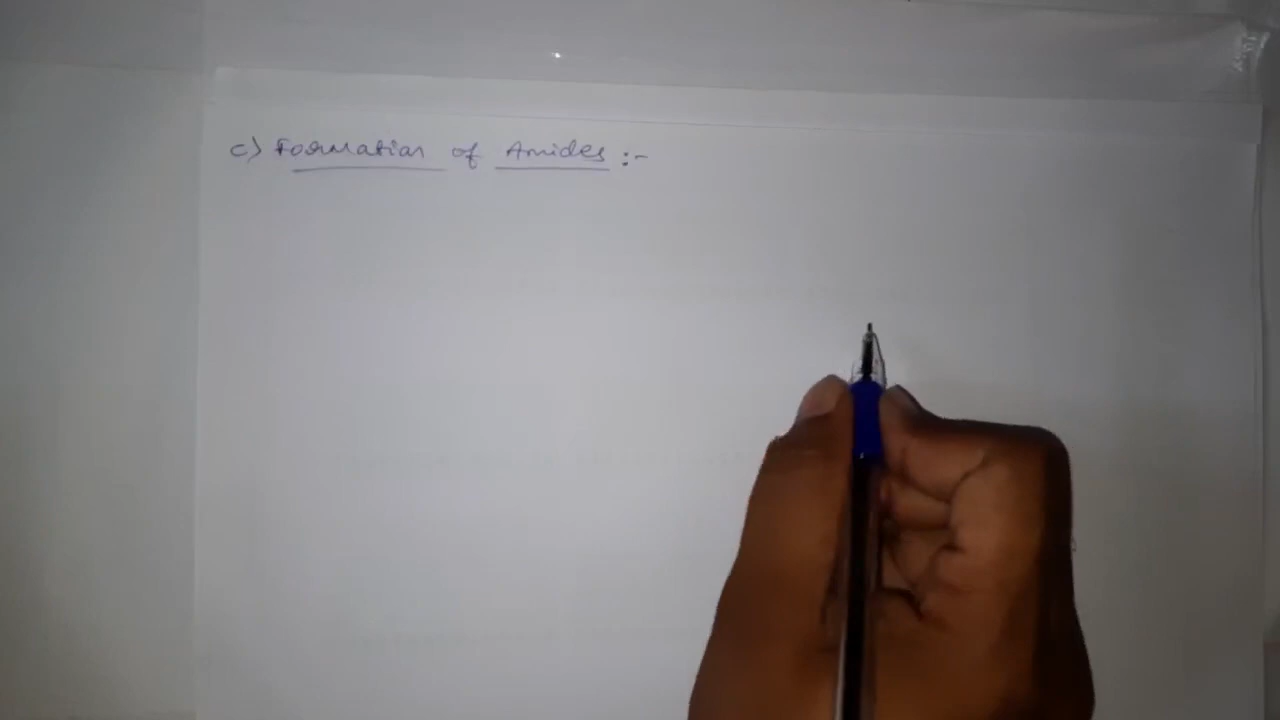 c) Formation of Amides :-